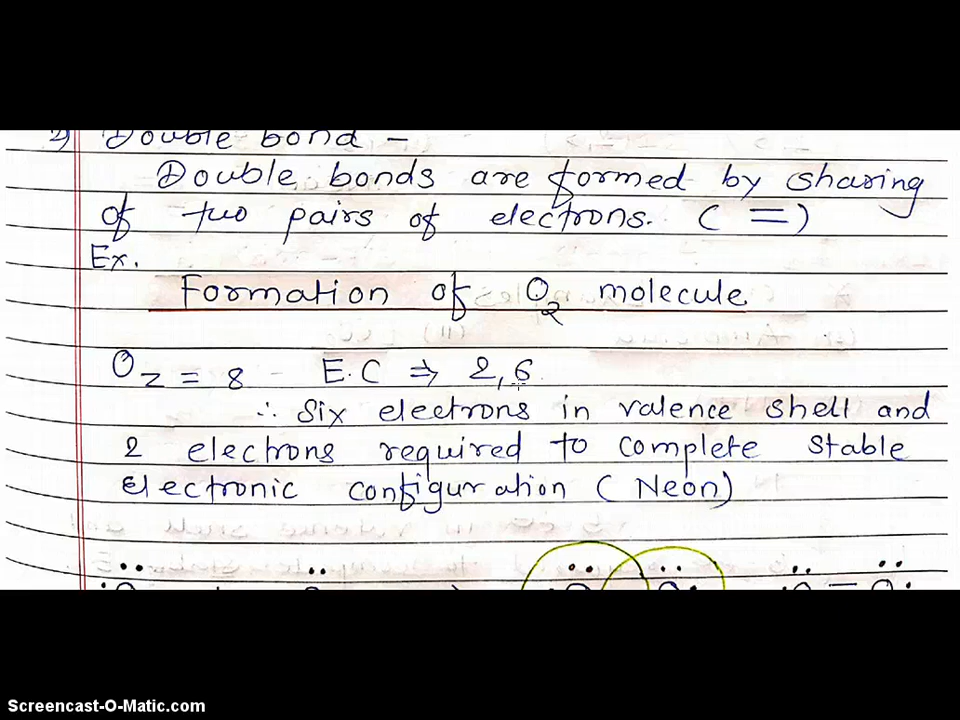 2) Double bond –
Double bonds are formed by sharing
of two pairs of electrons. ( = )
Ex.
Formation of O2 molecule
O Z = 8 E.C ⇒ 2,6
∴ Six electrons in valence shell and
2 electrons required to complete stable
electronic configuration ( Neon)
Screencast-O-Matic.com